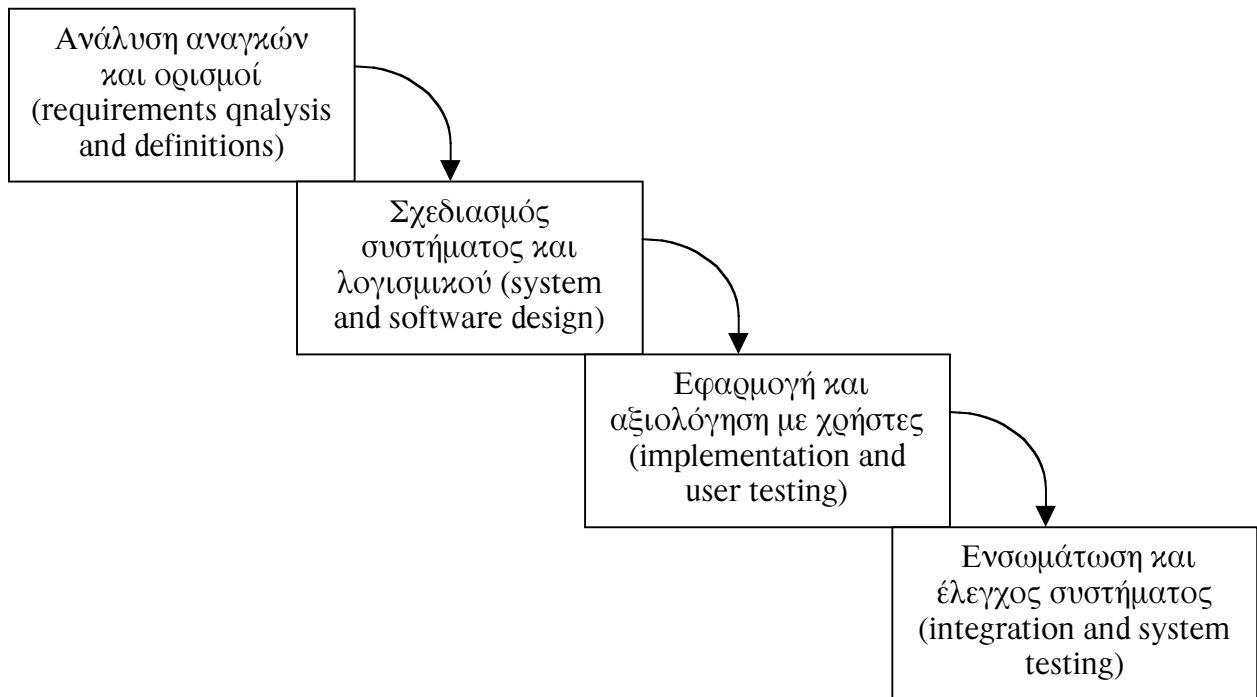 Ανάλυση αναγκών
και ορισμοί
(requirements qnalysis
and definitions)
Σχεδιασμός
συστήματος και
λογισμικού (system
and software design)
Εφαρμογή και
αξιολόγηση με χρήστες
(implementation and
user testing)
Ενσωμάτωση και
έλεγχος συστήματος
(integration and system
testing)